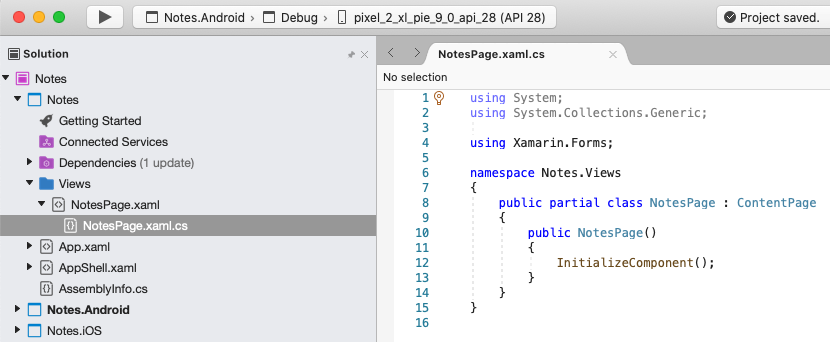 Notes.Android > Debug > pixel_2_xl_pie_9_0_api_28 (API 28)
Project saved.
Solution
Notes
Notes
Getting Started
Connected Services
Dependencies (1 update)
Views
NotesPage.xaml
NotesPage.xaml.cs
App.xaml
AppShell.xaml
AssemblyInfo.cs
Notes.Android
Notes.iOS
NotesPage.xaml.cs
No selection
1 using System;
2 using System.Collections.Generic;
3
4 using Xamarin.Forms;
5
6 namespace Notes.Views
7 {
8 public partial class NotesPage : ContentPage
9 {
10 public NotesPage()
11 {
12 InitializeComponent();
13 }
14 }
15 }
16